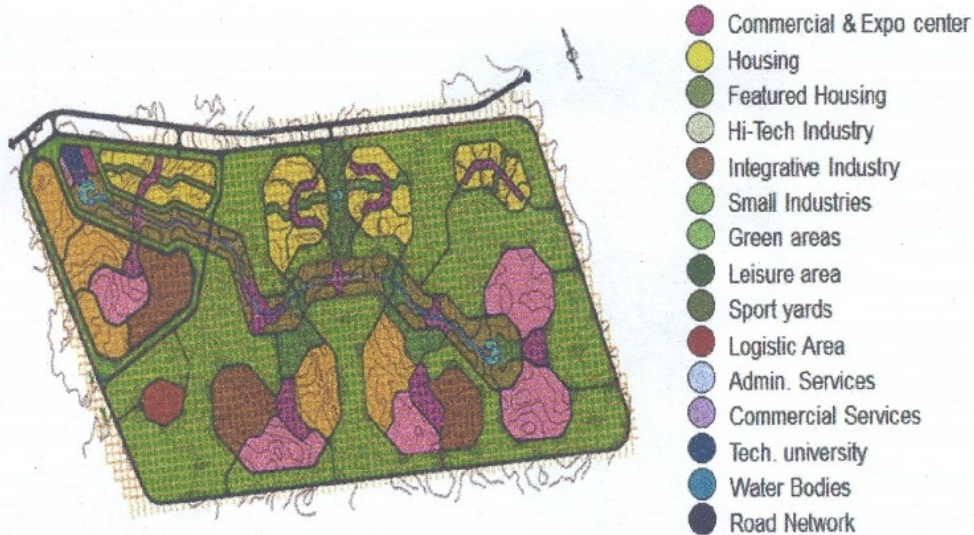 Commercial & Expo center
Housing
Featured Housing
Hi-Tech Industry
Integrative Industry
Small Industries
Green areas
Leisure area
Sport yards
Logistic Area
Admin. Services
Commercial Services
Tech. university
Water Bodies
Road Network